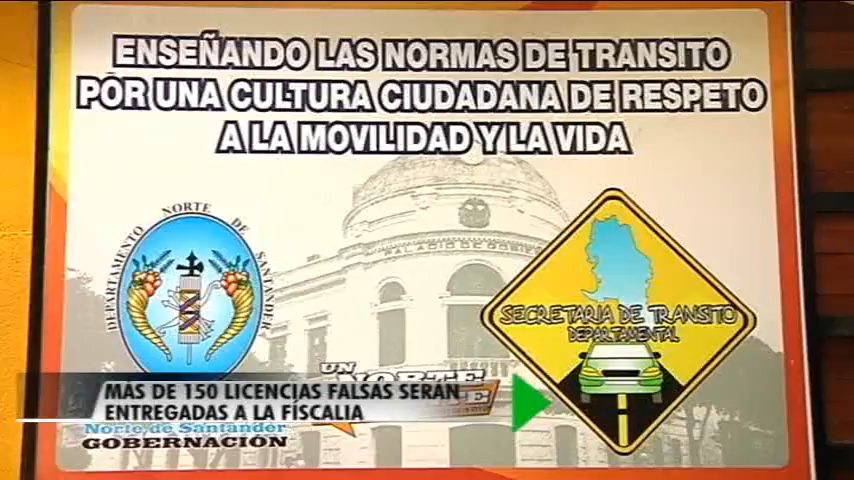 ENSEÑANDO LAS NORMAS DE TRANSITO
POR UNA CULTURA CIUDADANA DE RESPETO
A LA MOVILIDAD Y LA VIDA
DEPARTAMENTO NORTE DE SANTANDER
PALACIO DE GOBIERNO
SECRETARIA DE TRANSITO
DEPARTAMENTAL
UN
NORTE
MÁS DE 150 LICENCIAS FALSAS SERÁN
ENTREGADAS A LA FISCALIA
Norte de Santander
GOBERNACIÓN